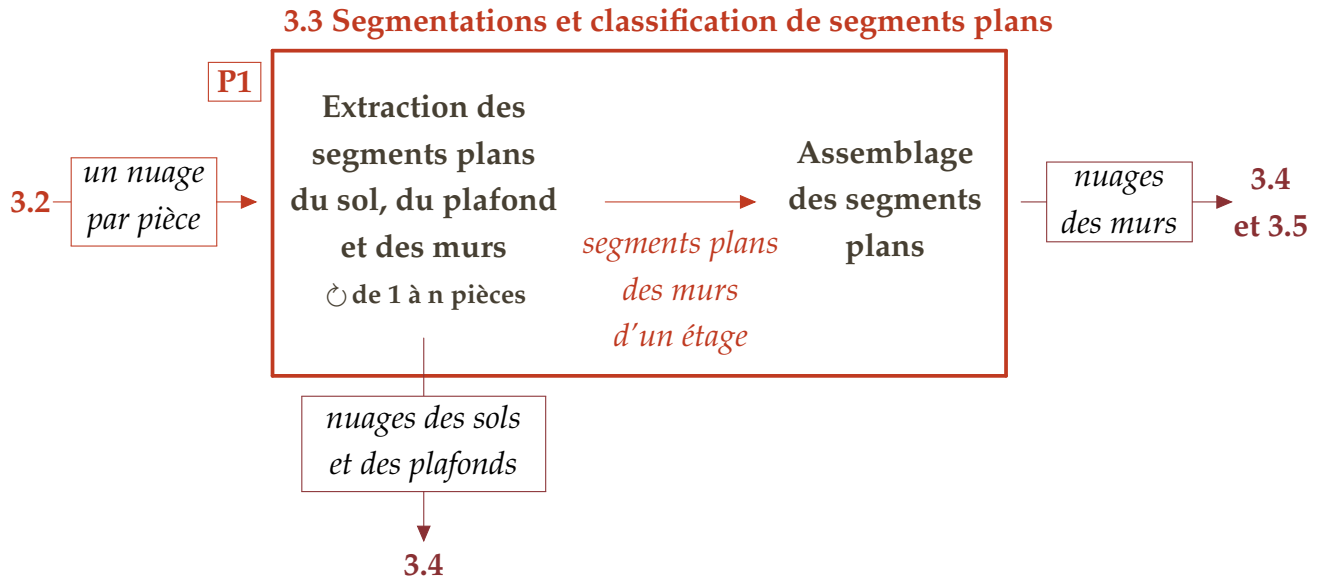 3.3 Segmentations et classification de segments plans
P1
3.2
un nuage
par pièce
Extraction des
segments plans
du sol, du plafond
et des murs
↻ de 1 à n pièces
segments plans
des murs
d'un étage
Assemblage
des segments
plans
nuages
des murs
3.4
et 3.5
nuages des sols
et des plafonds
3.4